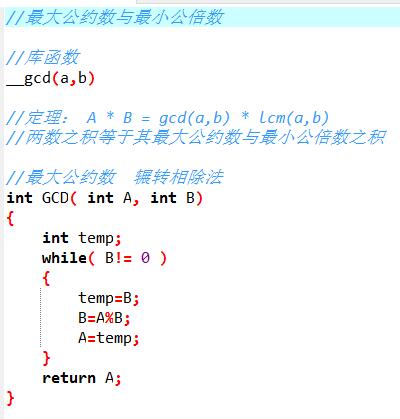 //最大公约数与最小公倍数
//库函数
__gcd(a,b)
//定理: A * B = gcd(a,b) * lcm(a,b)
//两数之积等于其最大公约数与最小公倍数之积
//最大公约数 辗转相除法
int GCD( int A, int B)
{
int temp;
while( B!= 0 )
{
temp=B;
B=A%B;
A=temp;
}
return A;
}